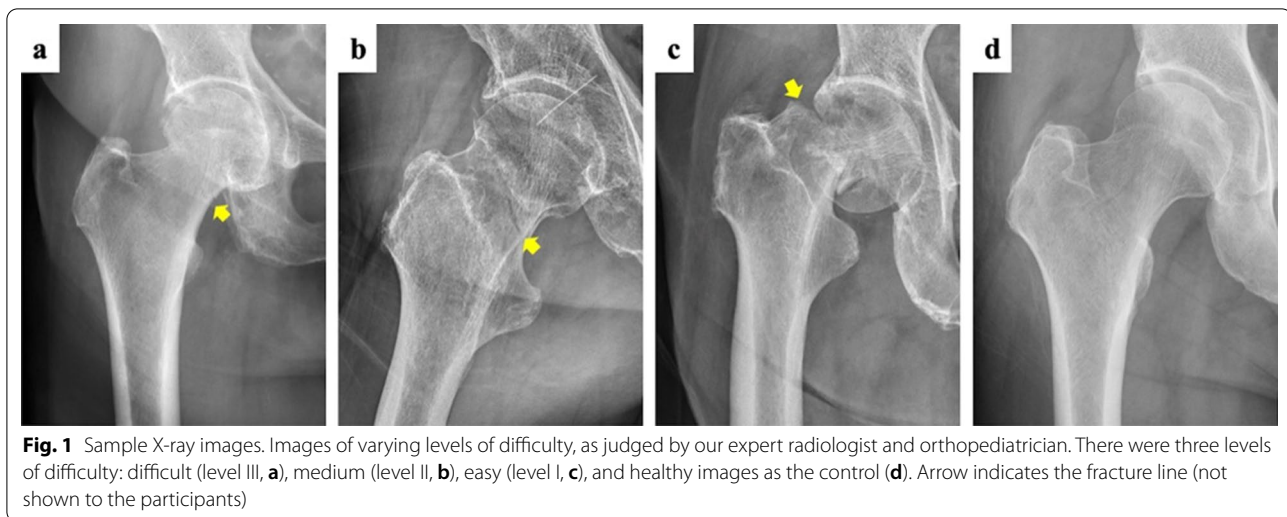 a b c d
Fig. 1 Sample X-ray images. Images of varying levels of difficulty, as judged by our expert radiologist and orthopediatrician. There were three levels
of difficulty: difficult (level III, a), medium (level II, b), easy (level I, c), and healthy images as the control (d). Arrow indicates the fracture line (not
shown to the participants)